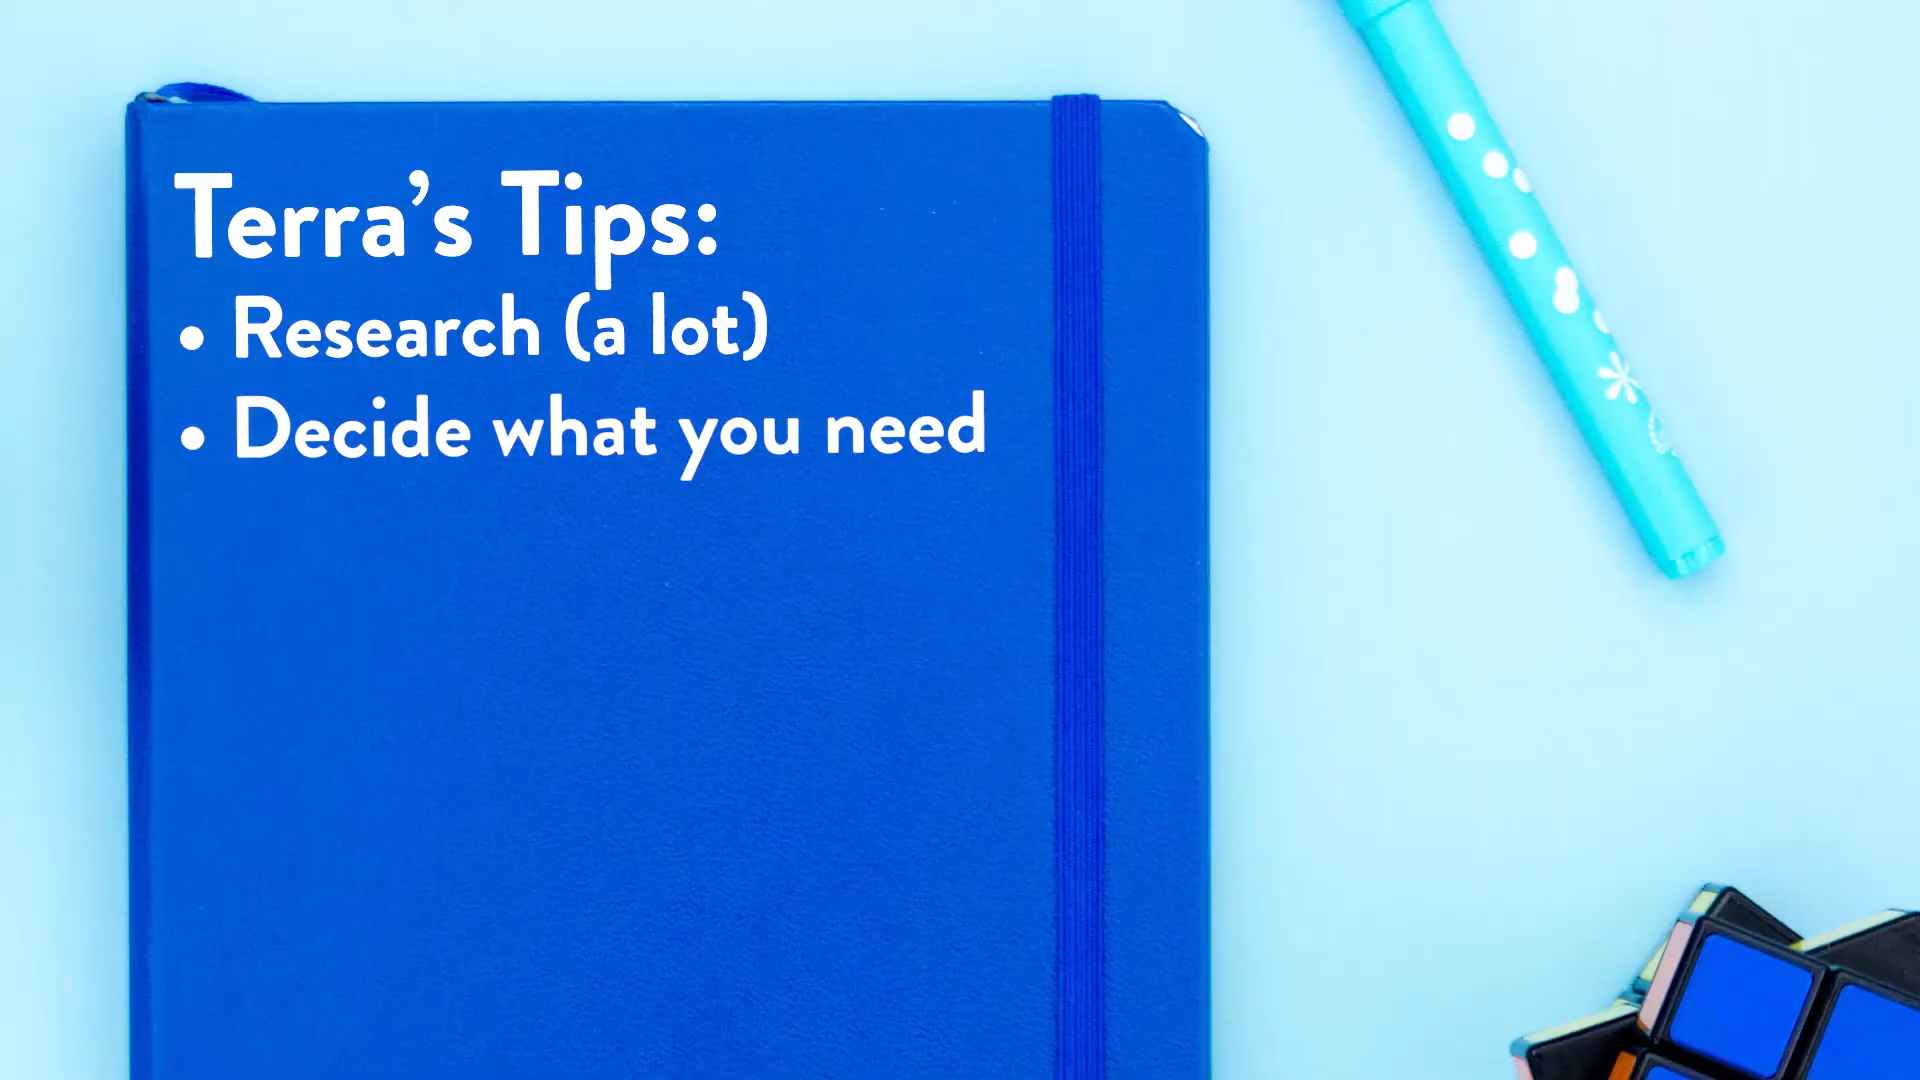 Terra’s Tips:
• Research (a lot)
• Decide what you need